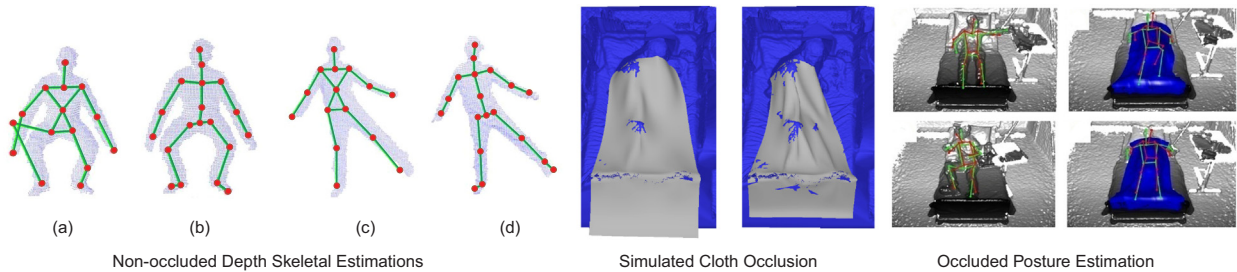 (a)
(b)
(c)
(d)
Non-occluded Depth Skeletal Estimations
Simulated Cloth Occlusion
Occluded Posture Estimation